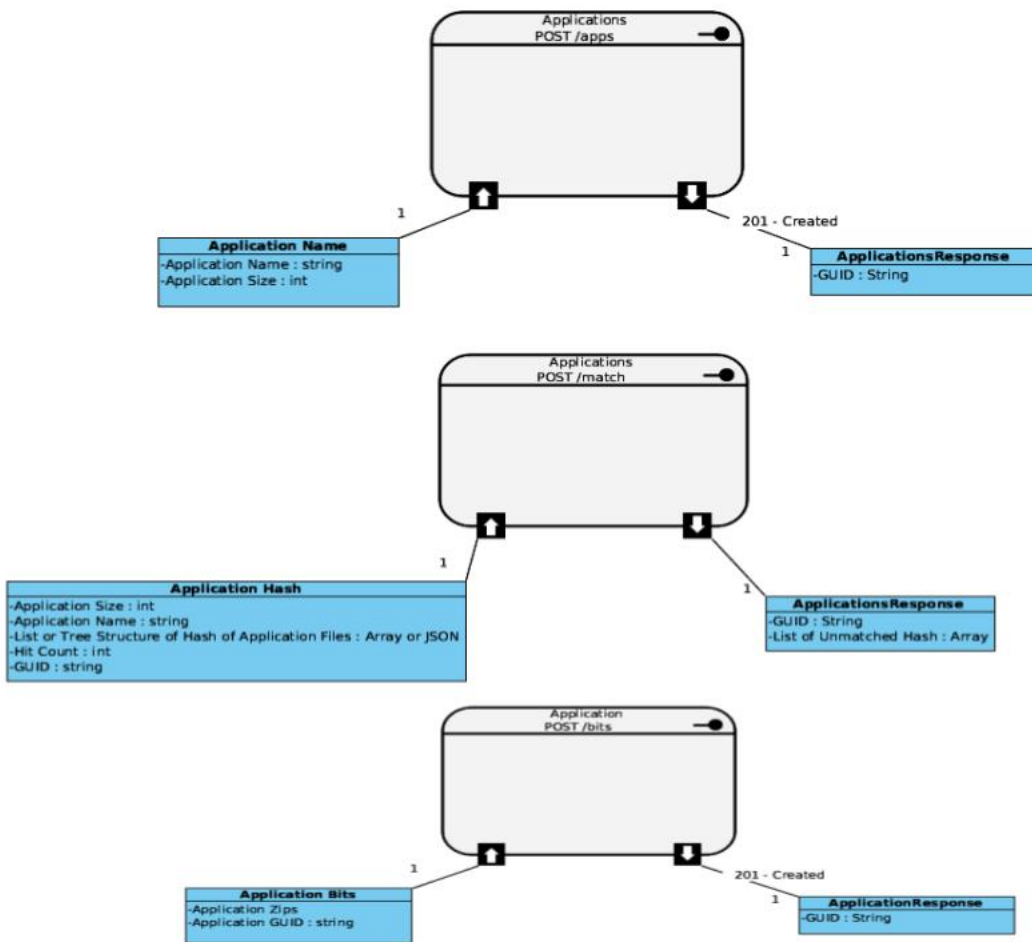 Applications
POST /apps
1
201 - Created
1
Application Name
-Application Name : string
-Application Size : int
ApplicationsResponse
-GUID : String
Applications
POST /match
1
1
Application Hash
-Application Size : int
-Application Name : string
-List or Tree Structure of Hash of Application Files : Array or JSON
-Hit Count : int
-GUID : string
ApplicationsResponse
-GUID : String
-List of Unmatched Hash : Array
Application
POST /bits
1
201 - Created
1
Application Bits
-Application Zips
-Application GUID : string
ApplicationResponse
-GUID : String